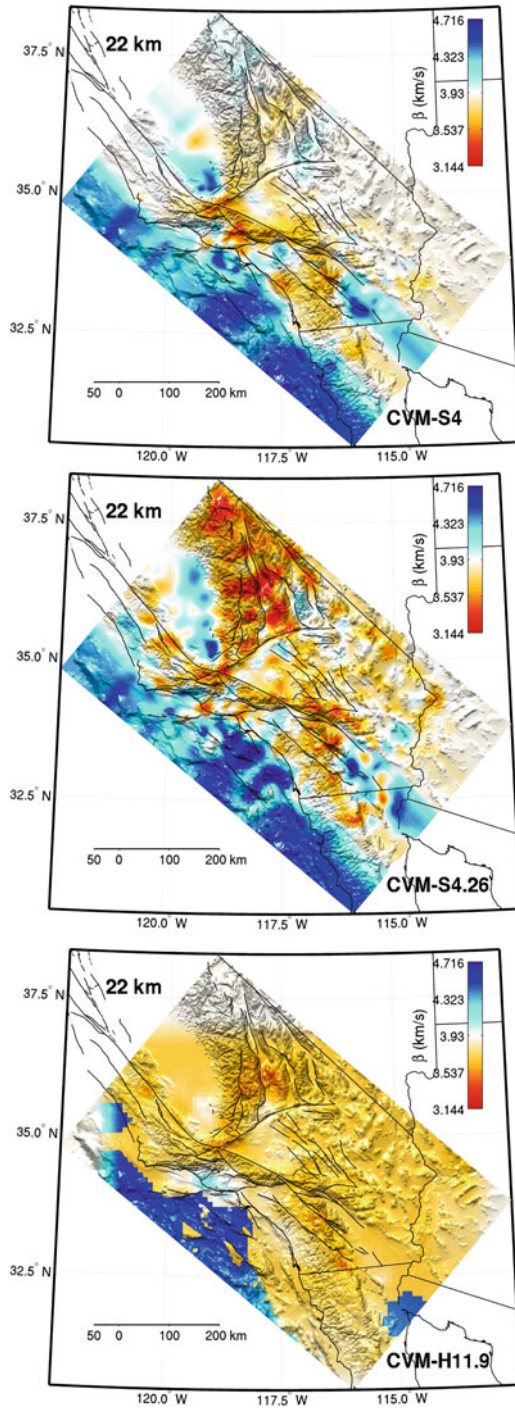 37.5° N
22 km
4.716
4.323
3.93
3.537
3.144
β (km/s)
35.0° N
32.5° N
50 0 100 200 km
CVM-S4
120.0° W 117.5° W 115.0° W
37.5° N
22 km
4.716
4.323
3.93
3.537
3.144
β (km/s)
35.0° N
32.5° N
50 0 100 200 km
CVM-S4.26
120.0° W 117.5° W 115.0° W
37.5° N
22 km
4.716
4.323
3.93
3.537
3.144
β (km/s)
35.0° N
32.5° N
50 0 100 200 km
CVM-H11.9
120.0° W 117.5° W 115.0° W